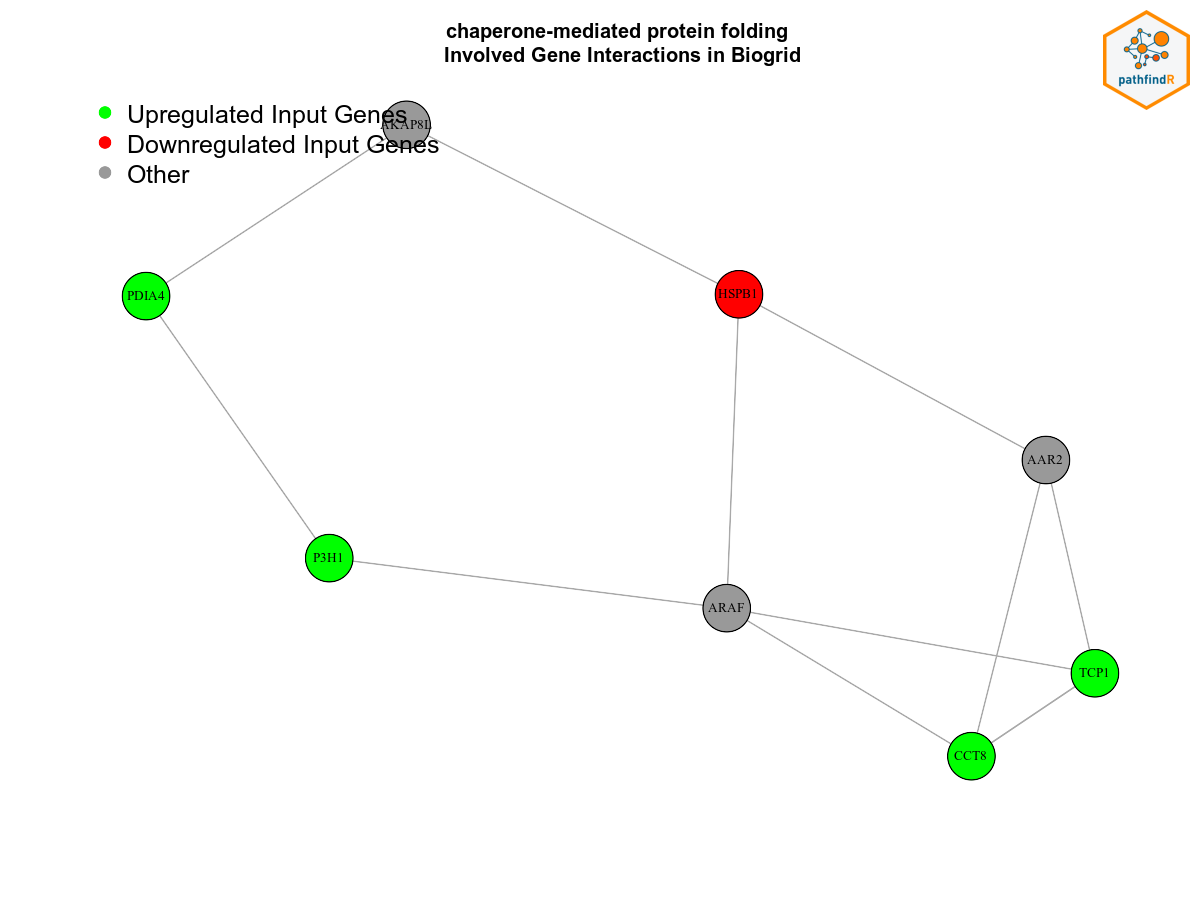 chaperone-mediated protein folding
Involved Gene Interactions in Biogrid
pathfindR
Upregulated Input Genes
AKAP8L
Downregulated Input Genes
Other
PDIA4
HSPB1
AAR2
P3H1
ARAF
TCP1
CCT8